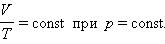 V/T = const при p = const.